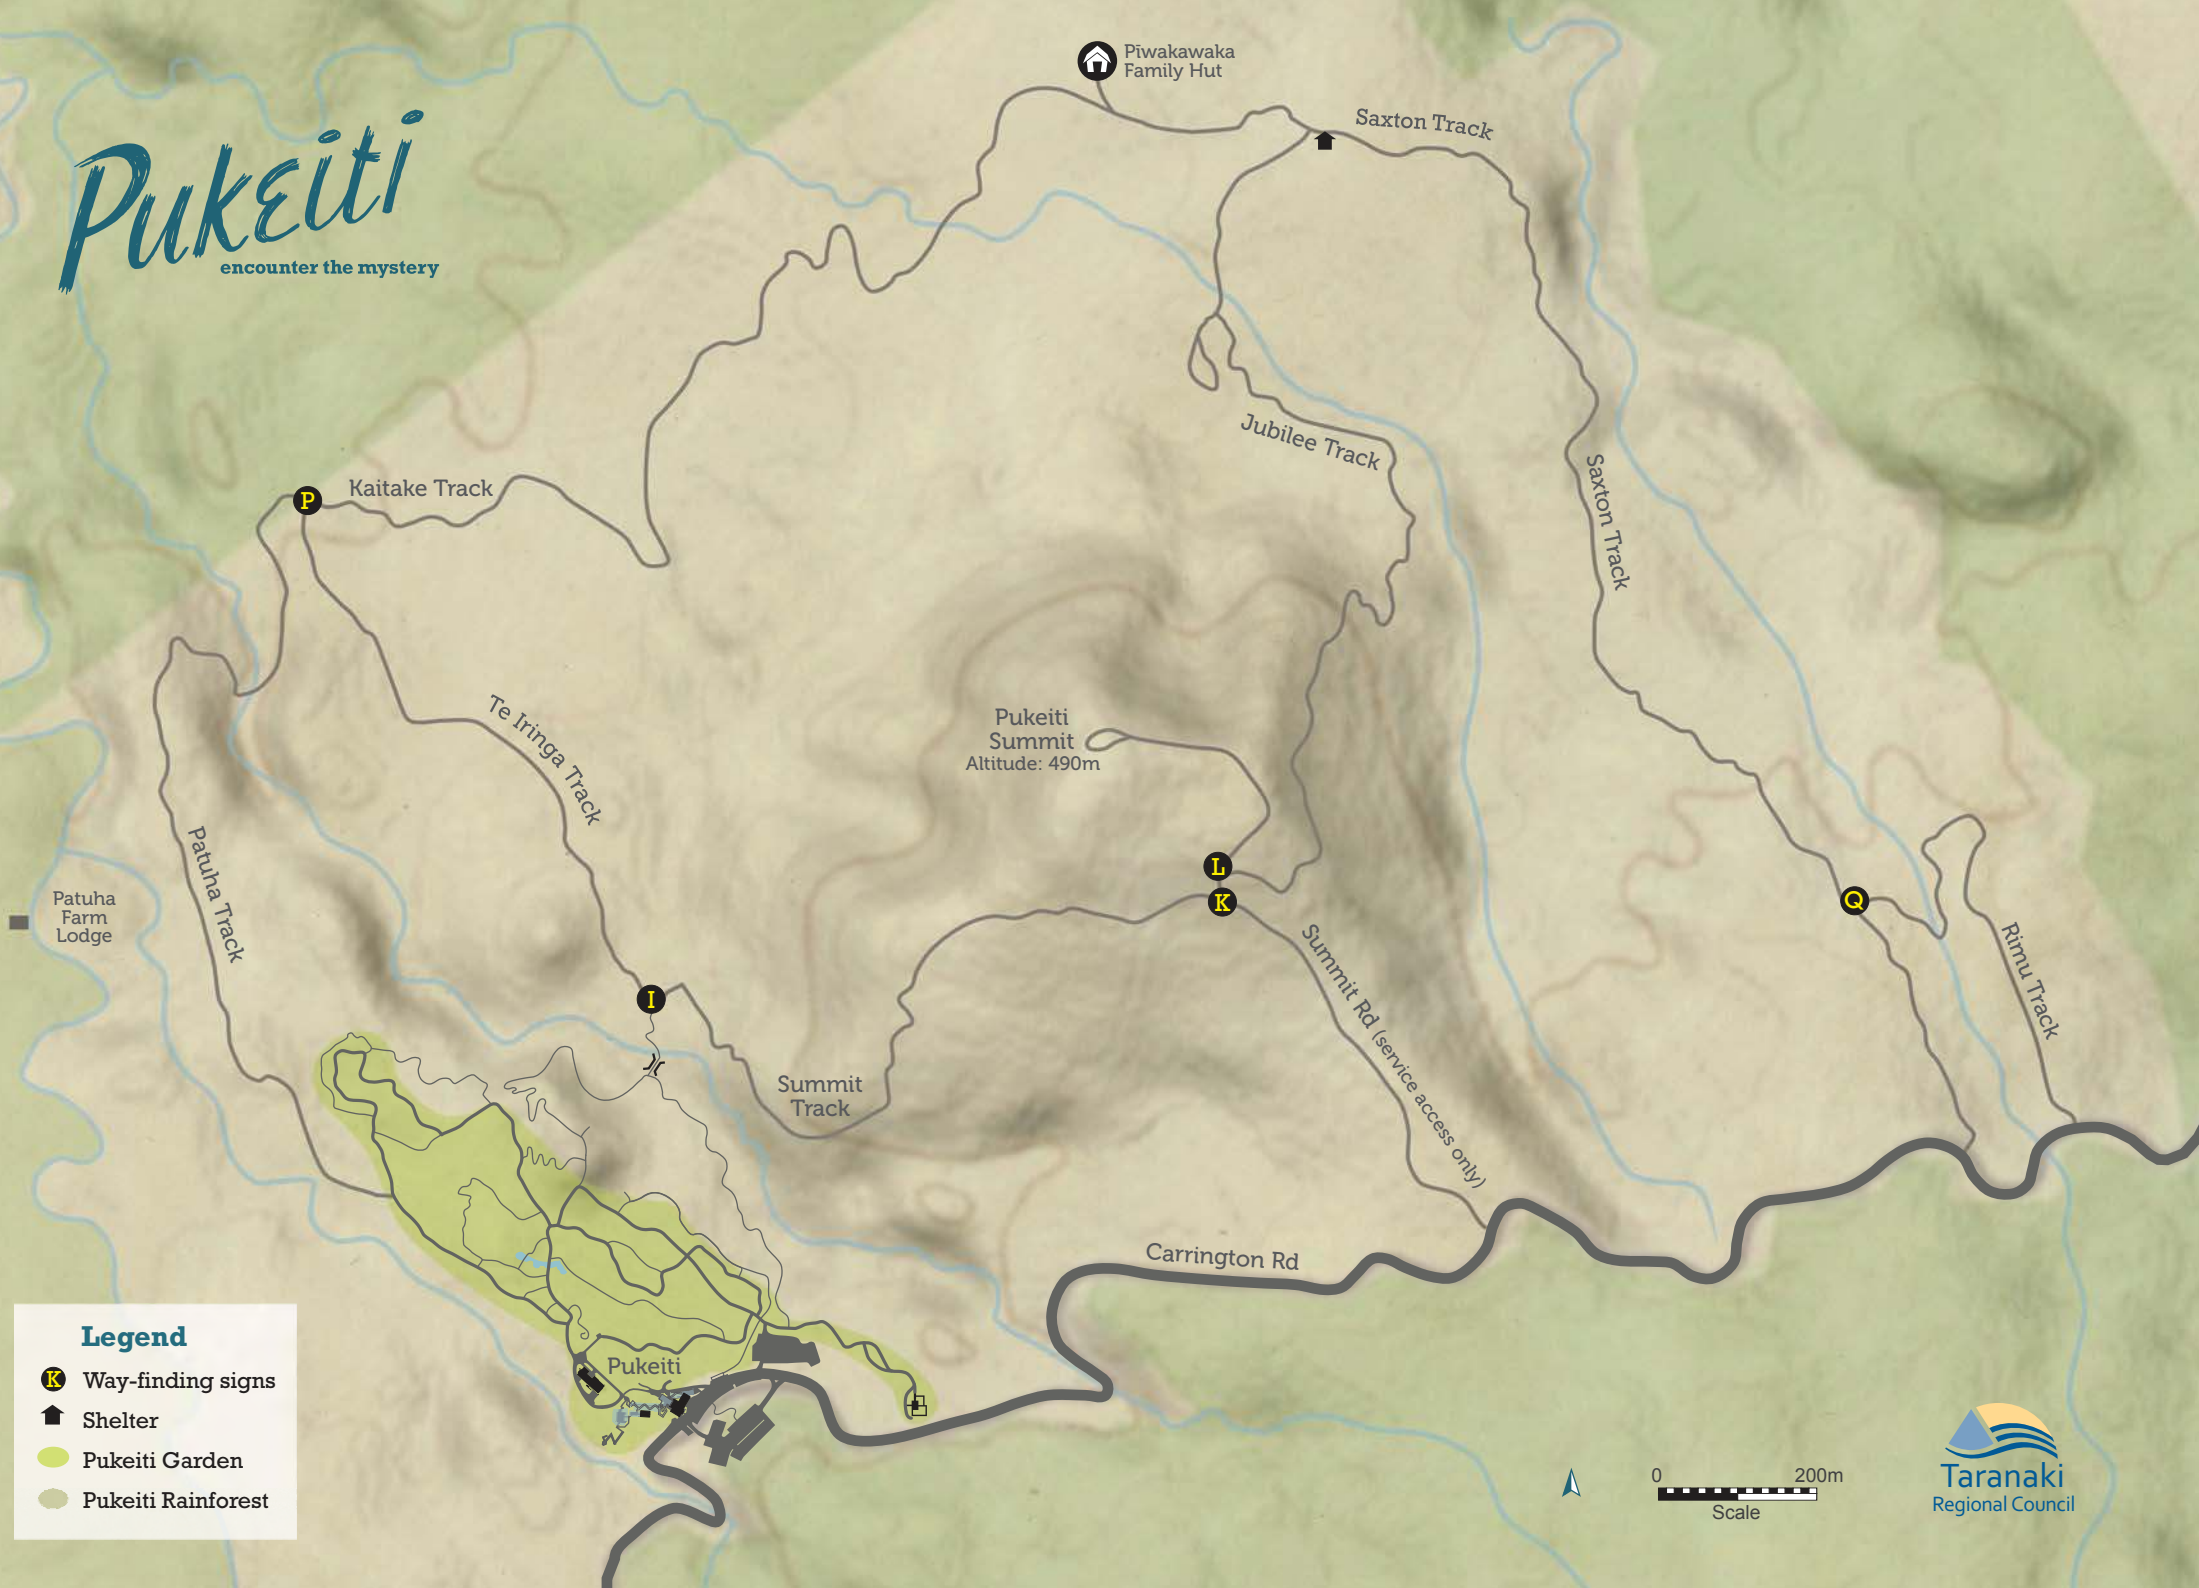 Piwakawaka
Family Hut
Saxton Track
Pukeiti
encounter the mystery
Jubilee Track
Saxton Track
P
Kaitake Track
Te Iringa Track
Pukeiti
Summit
Altitude: 490m
Patuha Track
L
K
Q
Patuha
Farm
Lodge
Summit Rd (service access only)
Rimu Track
I
Summit
Track
Carrington Rd
Pukeiti
Legend
K Way-finding signs
Shelter
Pukeiti Garden
Pukeiti Rainforest
0 200m
Scale
Taranaki
Regional Council